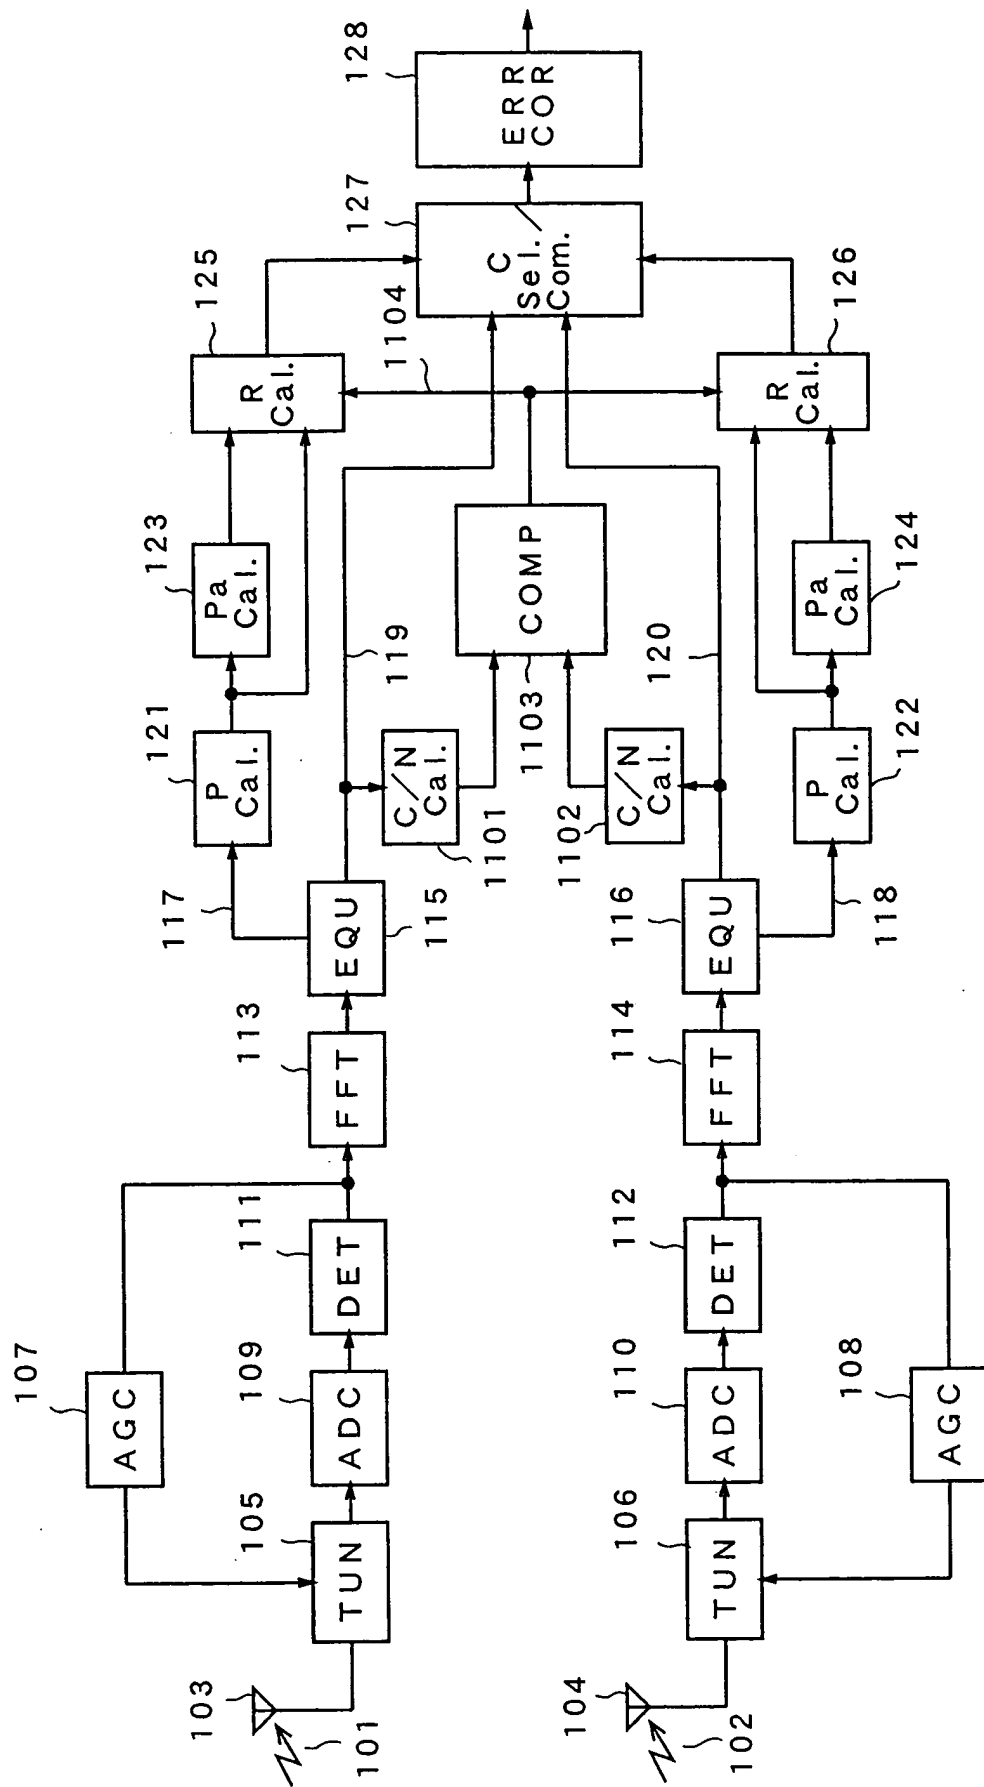 107
AGC
103
101
105
TUN
109
ADC
111
DET
113
FFT
115
EQU
117
121
P
Cal.
123
Pa
Cal.
125
R
Cal.
119
1101
C/N
Cal.
1103
COMP
1104
127
C
Sel.
Com.
128
ERR
COR
1102
C/N
Cal.
120
104
102
106
TUN
110
ADC
112
DET
114
FFT
116
EQU
118
122
P
Cal.
124
Pa
Cal.
126
R
Cal.
108
AGC